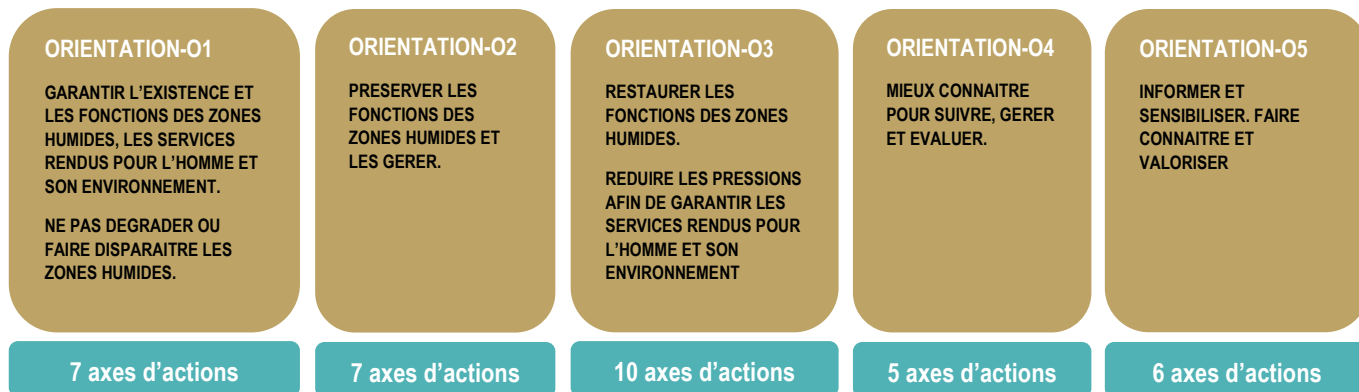 ORIENTATION-O1
GARANTIR L’EXISTENCE ET
LES FONCTIONS DES ZONES
HUMIDES, LES SERVICES
RENDUS POUR L’HOMME ET
SON ENVIRONNEMENT.
NE PAS DEGRADER OU
FAIRE DISPARAITRE LES
ZONES HUMIDES.
7 axes d’actions
ORIENTATION-O2
PRESERVER LES
FONCTIONS DES
ZONES HUMIDES ET
LES GERER.
7 axes d’actions
ORIENTATION-O3
RESTAURER LES
FONCTIONS DES ZONES
HUMIDES.
REDUIRE LES PRESSIONS
AFIN DE GARANTIR LES
SERVICES RENDUS POUR
L’HOMME ET SON
ENVIRONNEMENT
10 axes d’actions
ORIENTATION-O4
MIEUX CONNAITRE
POUR SUIVRE, GERER
ET EVALUER.
5 axes d’actions
ORIENTATION-O5
INFORMER ET
SENSIBILISER. FAIRE
CONNAITRE ET
VALORISER
6 axes d’actions